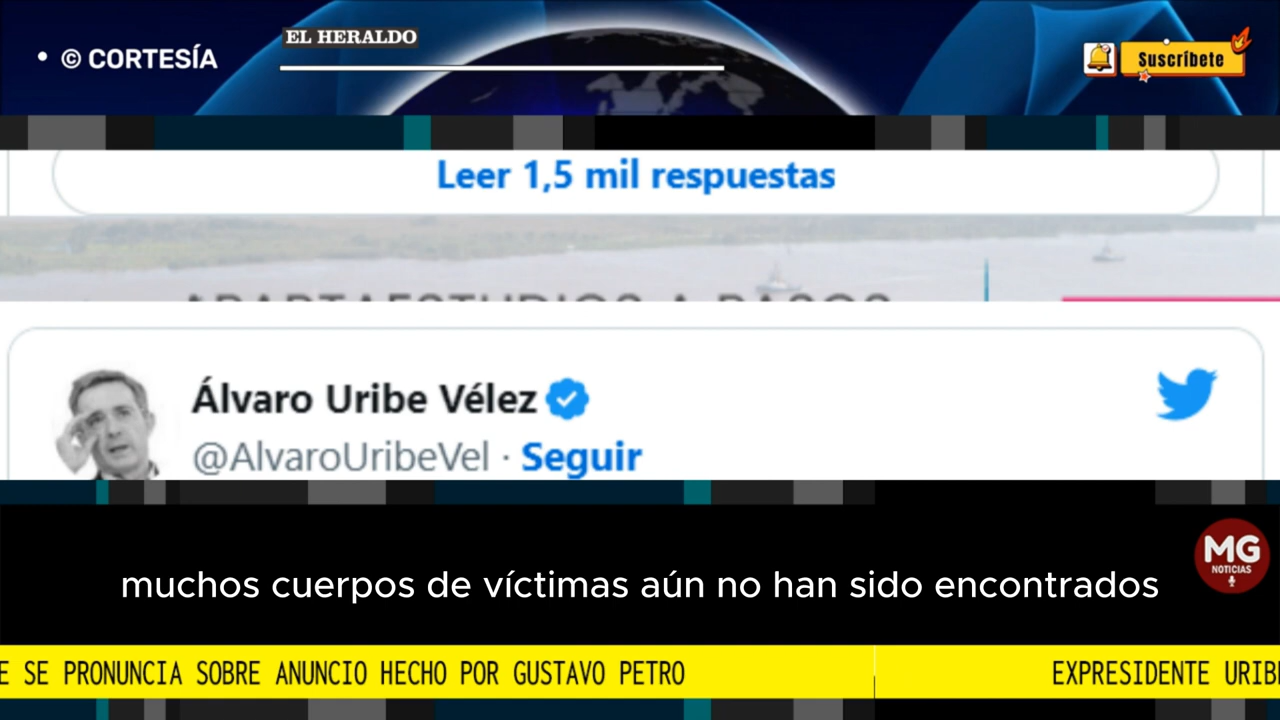 • © CORTESÍA
EL HERALDO
Suscríbete
Leer 1,5 mil respuestas
Álvaro Uribe Vélez
@AlvaroUribeVel · Seguir
MG
NOTICIAS
muchos cuerpos de víctimas aún no han sido encontrados
E SE PRONUNCIA SOBRE ANUNCIO HECHO POR GUSTAVO PETRO
EXPRESIDENTE URIBE